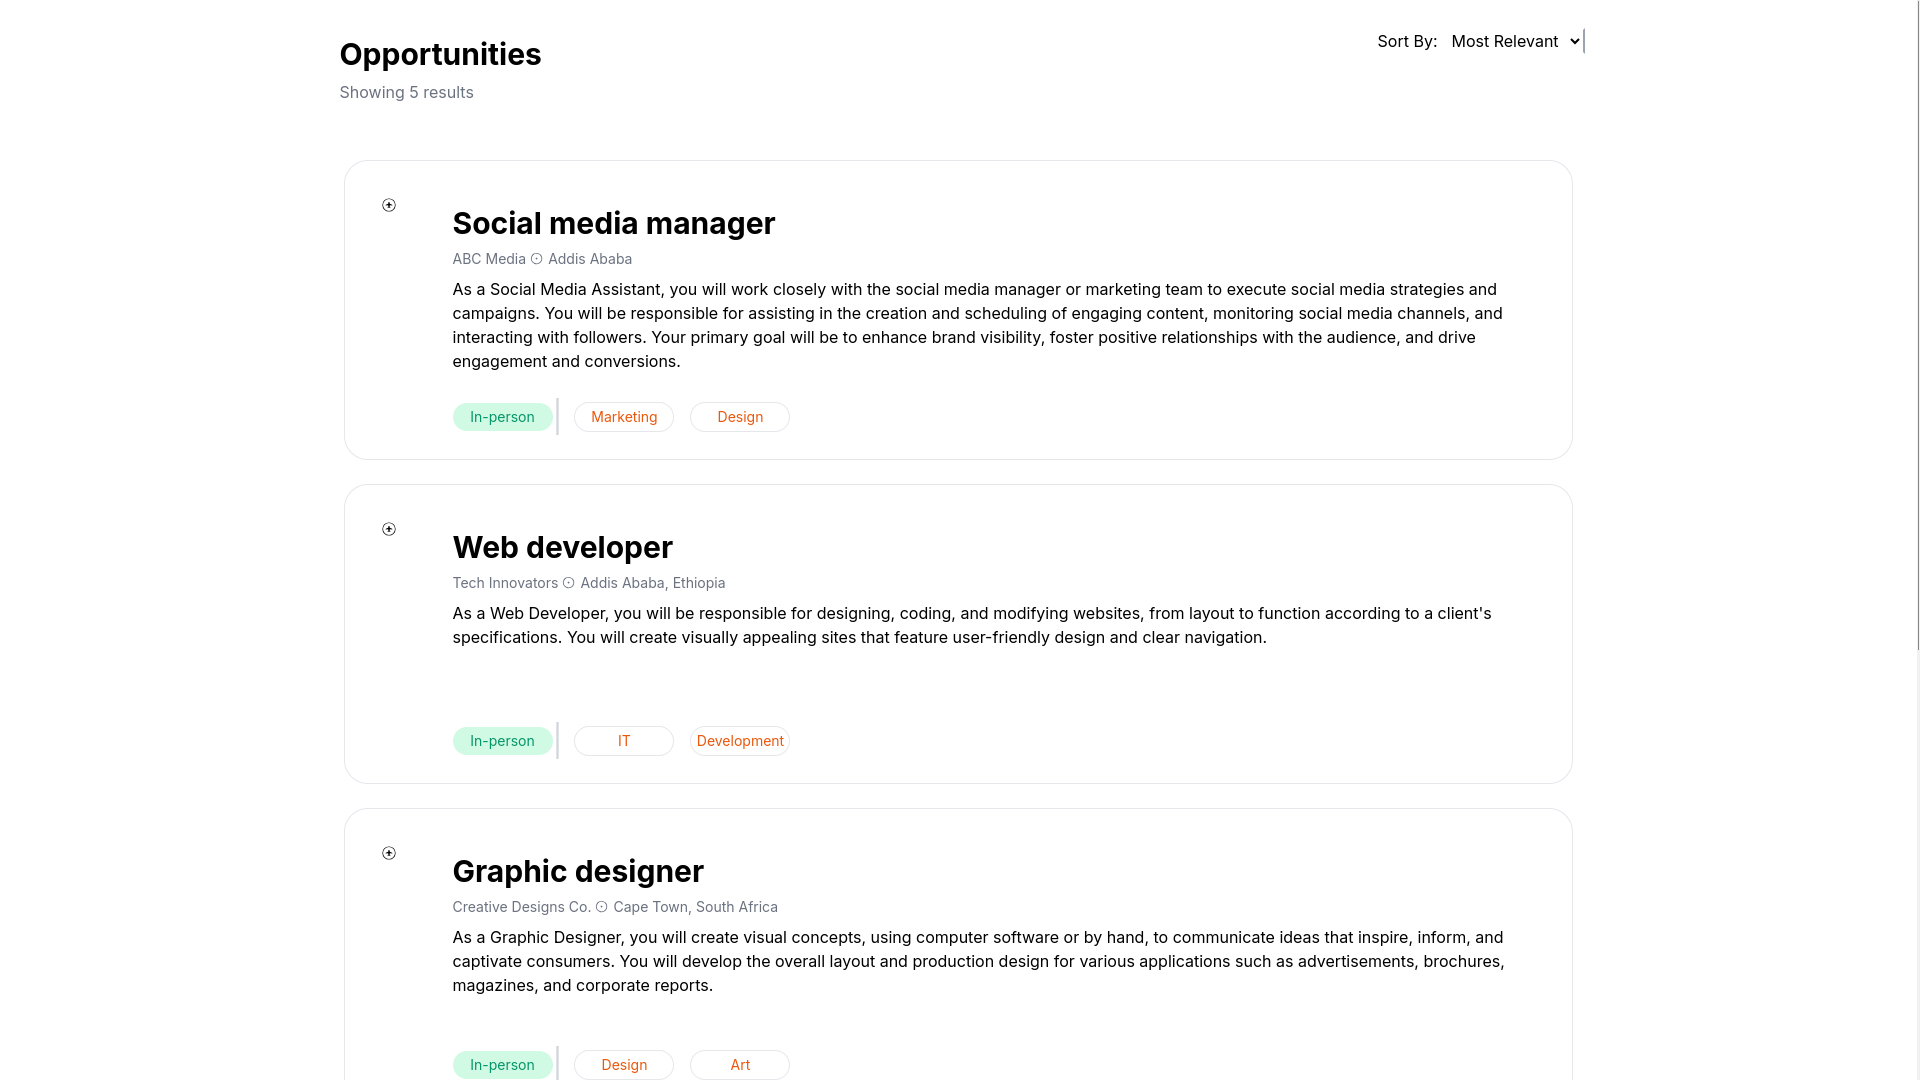 Opportunities
Showing 5 results
Sort By: Most Relevant
Social media manager
ABC Media Addis Ababa
As a Social Media Assistant, you will work closely with the social media manager or marketing team to execute social media strategies and
campaigns. You will be responsible for assisting in the creation and scheduling of engaging content, monitoring social media channels, and
interacting with followers. Your primary goal will be to enhance brand visibility, foster positive relationships with the audience, and drive
engagement and conversions.
In-person Marketing Design
Web developer
Tech Innovators Addis Ababa, Ethiopia
As a Web Developer, you will be responsible for designing, coding, and modifying websites, from layout to function according to a client's
specifications. You will create visually appealing sites that feature user-friendly design and clear navigation.
In-person IT Development
Graphic designer
Creative Designs Co. Cape Town, South Africa
As a Graphic Designer, you will create visual concepts, using computer software or by hand, to communicate ideas that inspire, inform, and
captivate consumers. You will develop the overall layout and production design for various applications such as advertisements, brochures,
magazines, and corporate reports.
In-person Design Art